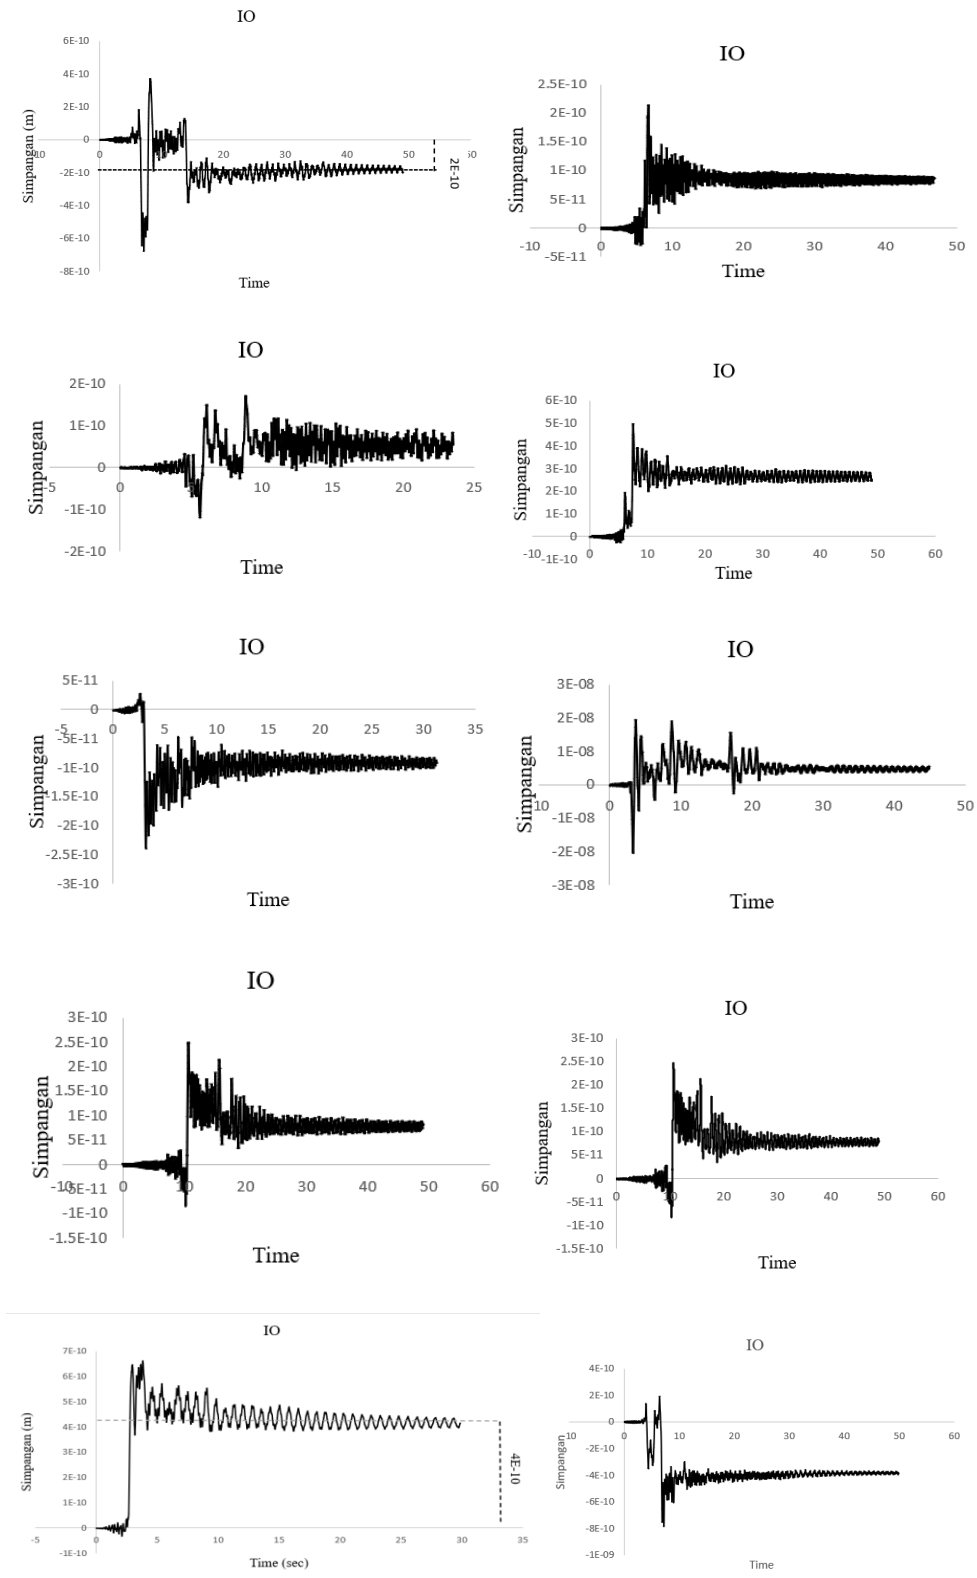 IO
6E-10
4E-10
2E-10
0
-2E-10
-4E-10
-6E-10
-8E-10
-10 0 10 20 30 40 50 60
Simpangan (m)
2E-10
Time
IO
2.5E-10
2E-10
1.5E-10
1E-10
5E-11
0
-5E-11
-10 0 10 20 30 40 50
Simpangan
Time
IO
2E-10
1E-10
0
-1E-10
-2E-10
-5 0 5 10 15 20 25
Simpangan
Time
IO
6E-10
5E-10
4E-10
3E-10
2E-10
1E-10
0
-1E-10
-10 0 10 20 30 40 50 60
Simpangan
Time
IO
5E-11
0
-5E-11
-1E-10
-1.5E-10
-2E-10
-2.5E-10
-3E-10
-5 0 5 10 15 20 25 30 35
Simpangan
Time
IO
3E-08
2E-08
1E-08
0
-1E-08
-2E-08
-3E-08
-10 0 10 20 30 40 50
Simpangan
Time
IO
3E-10
2.5E-10
2E-10
1.5E-10
1E-10
5E-11
0
-5E-11
-1E-10
-1.5E-10
-10 0 10 20 30 40 50 60
Simpangan
Time
IO
3E-10
2.5E-10
2E-10
1.5E-10
1E-10
5E-11
0
-5E-11
-1E-10
-1.5E-10
0 10 20 30 40 50 60
Simpangan
Time
IO
7E-10
6E-10
5E-10
4E-10
3E-10
2E-10
1E-10
0
-1E-10
-5 0 5 10 15 20 25 30 35
Simpangan (m)
4E-10
Time (sec)
IO
4E-10
2E-10
0
-2E-10
-4E-10
-6E-10
-8E-10
-1E-09
-10 0 10 20 30 40 50 60
Simpangan
Time